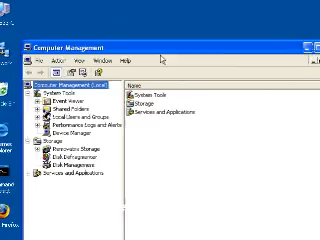 Computer Management
File Action View Window Help
Computer Management (Local)
System Tools
Event Viewer
Shared Folders
Local Users and Groups
Performance Logs and Alerts
Device Manager
Storage
Removable Storage
Disk Defragmenter
Disk Management
Services and Applications
Name
System Tools
Storage
Services and Applications